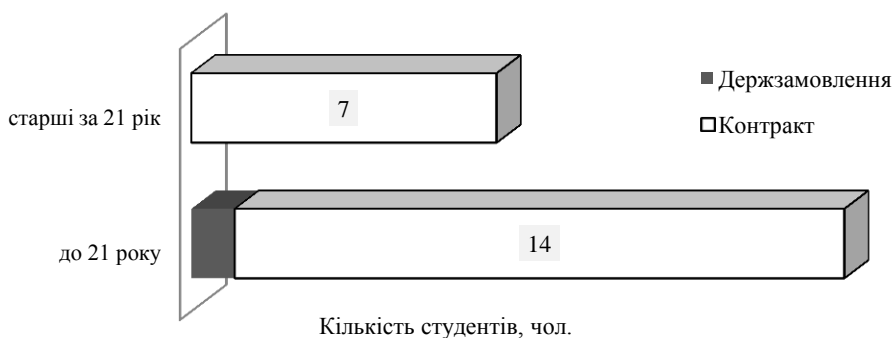 старші за 21 рік
7
Держзамовлення
Контракт
до 21 року
14
Кількість студентів, чол.